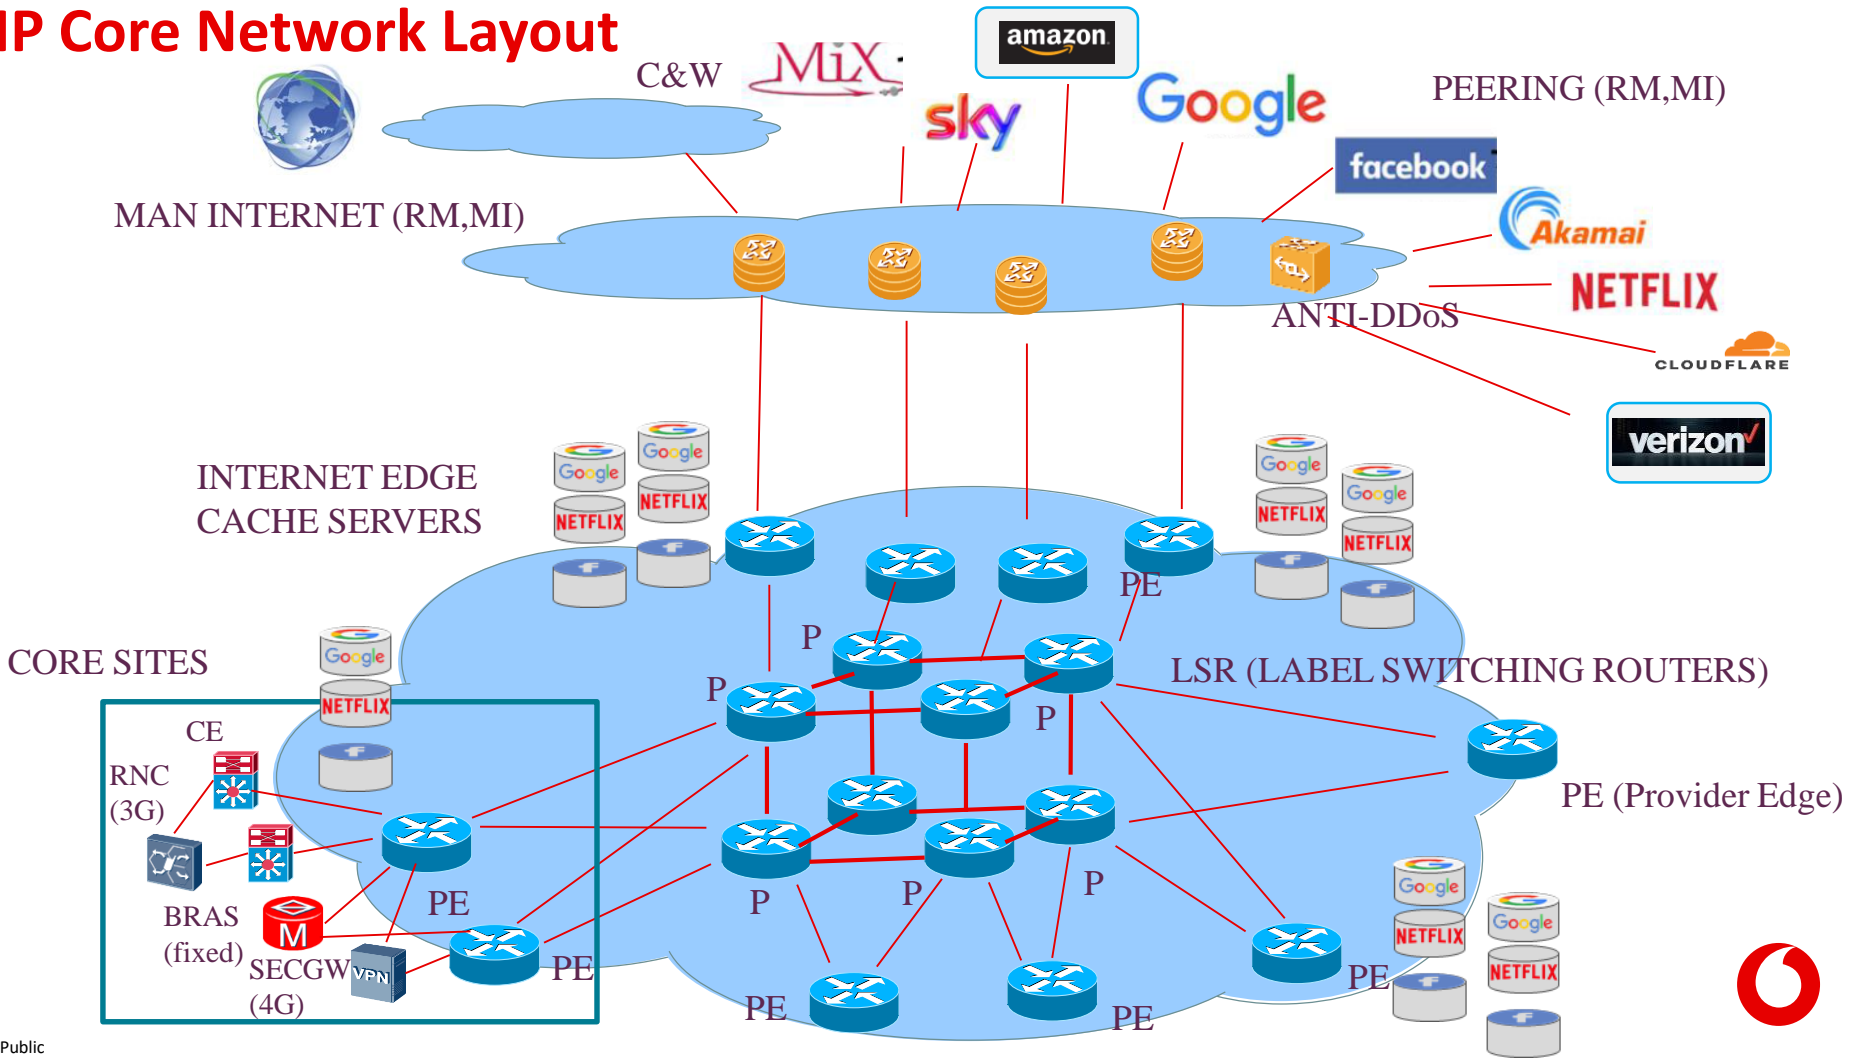 IP Core Network Layout
C&W
MiX
amazon
sky
Google
PEERING (RM,MI)
facebook
MAN INTERNET (RM,MI)
Akamai
NETFLIX
ANTI-DDoS
CLOUDFLARE
verizon
INTERNET EDGE
CACHE SERVERS
Google
NETFLIX
f
Google
NETFLIX
f
Google
NETFLIX
f
Google
NETFLIX
f
PE
P
CORE SITES
Google
NETFLIX
f
P
LSR (LABEL SWITCHING ROUTERS)
P
CE
RNC
(3G)
PE (Provider Edge)
PE
P
P
P
BRAS
(fixed)
M
SECGW
(4G)
VPN
PE
Google
NETFLIX
f
Google
NETFLIX
f
PE
PE
PE
Public